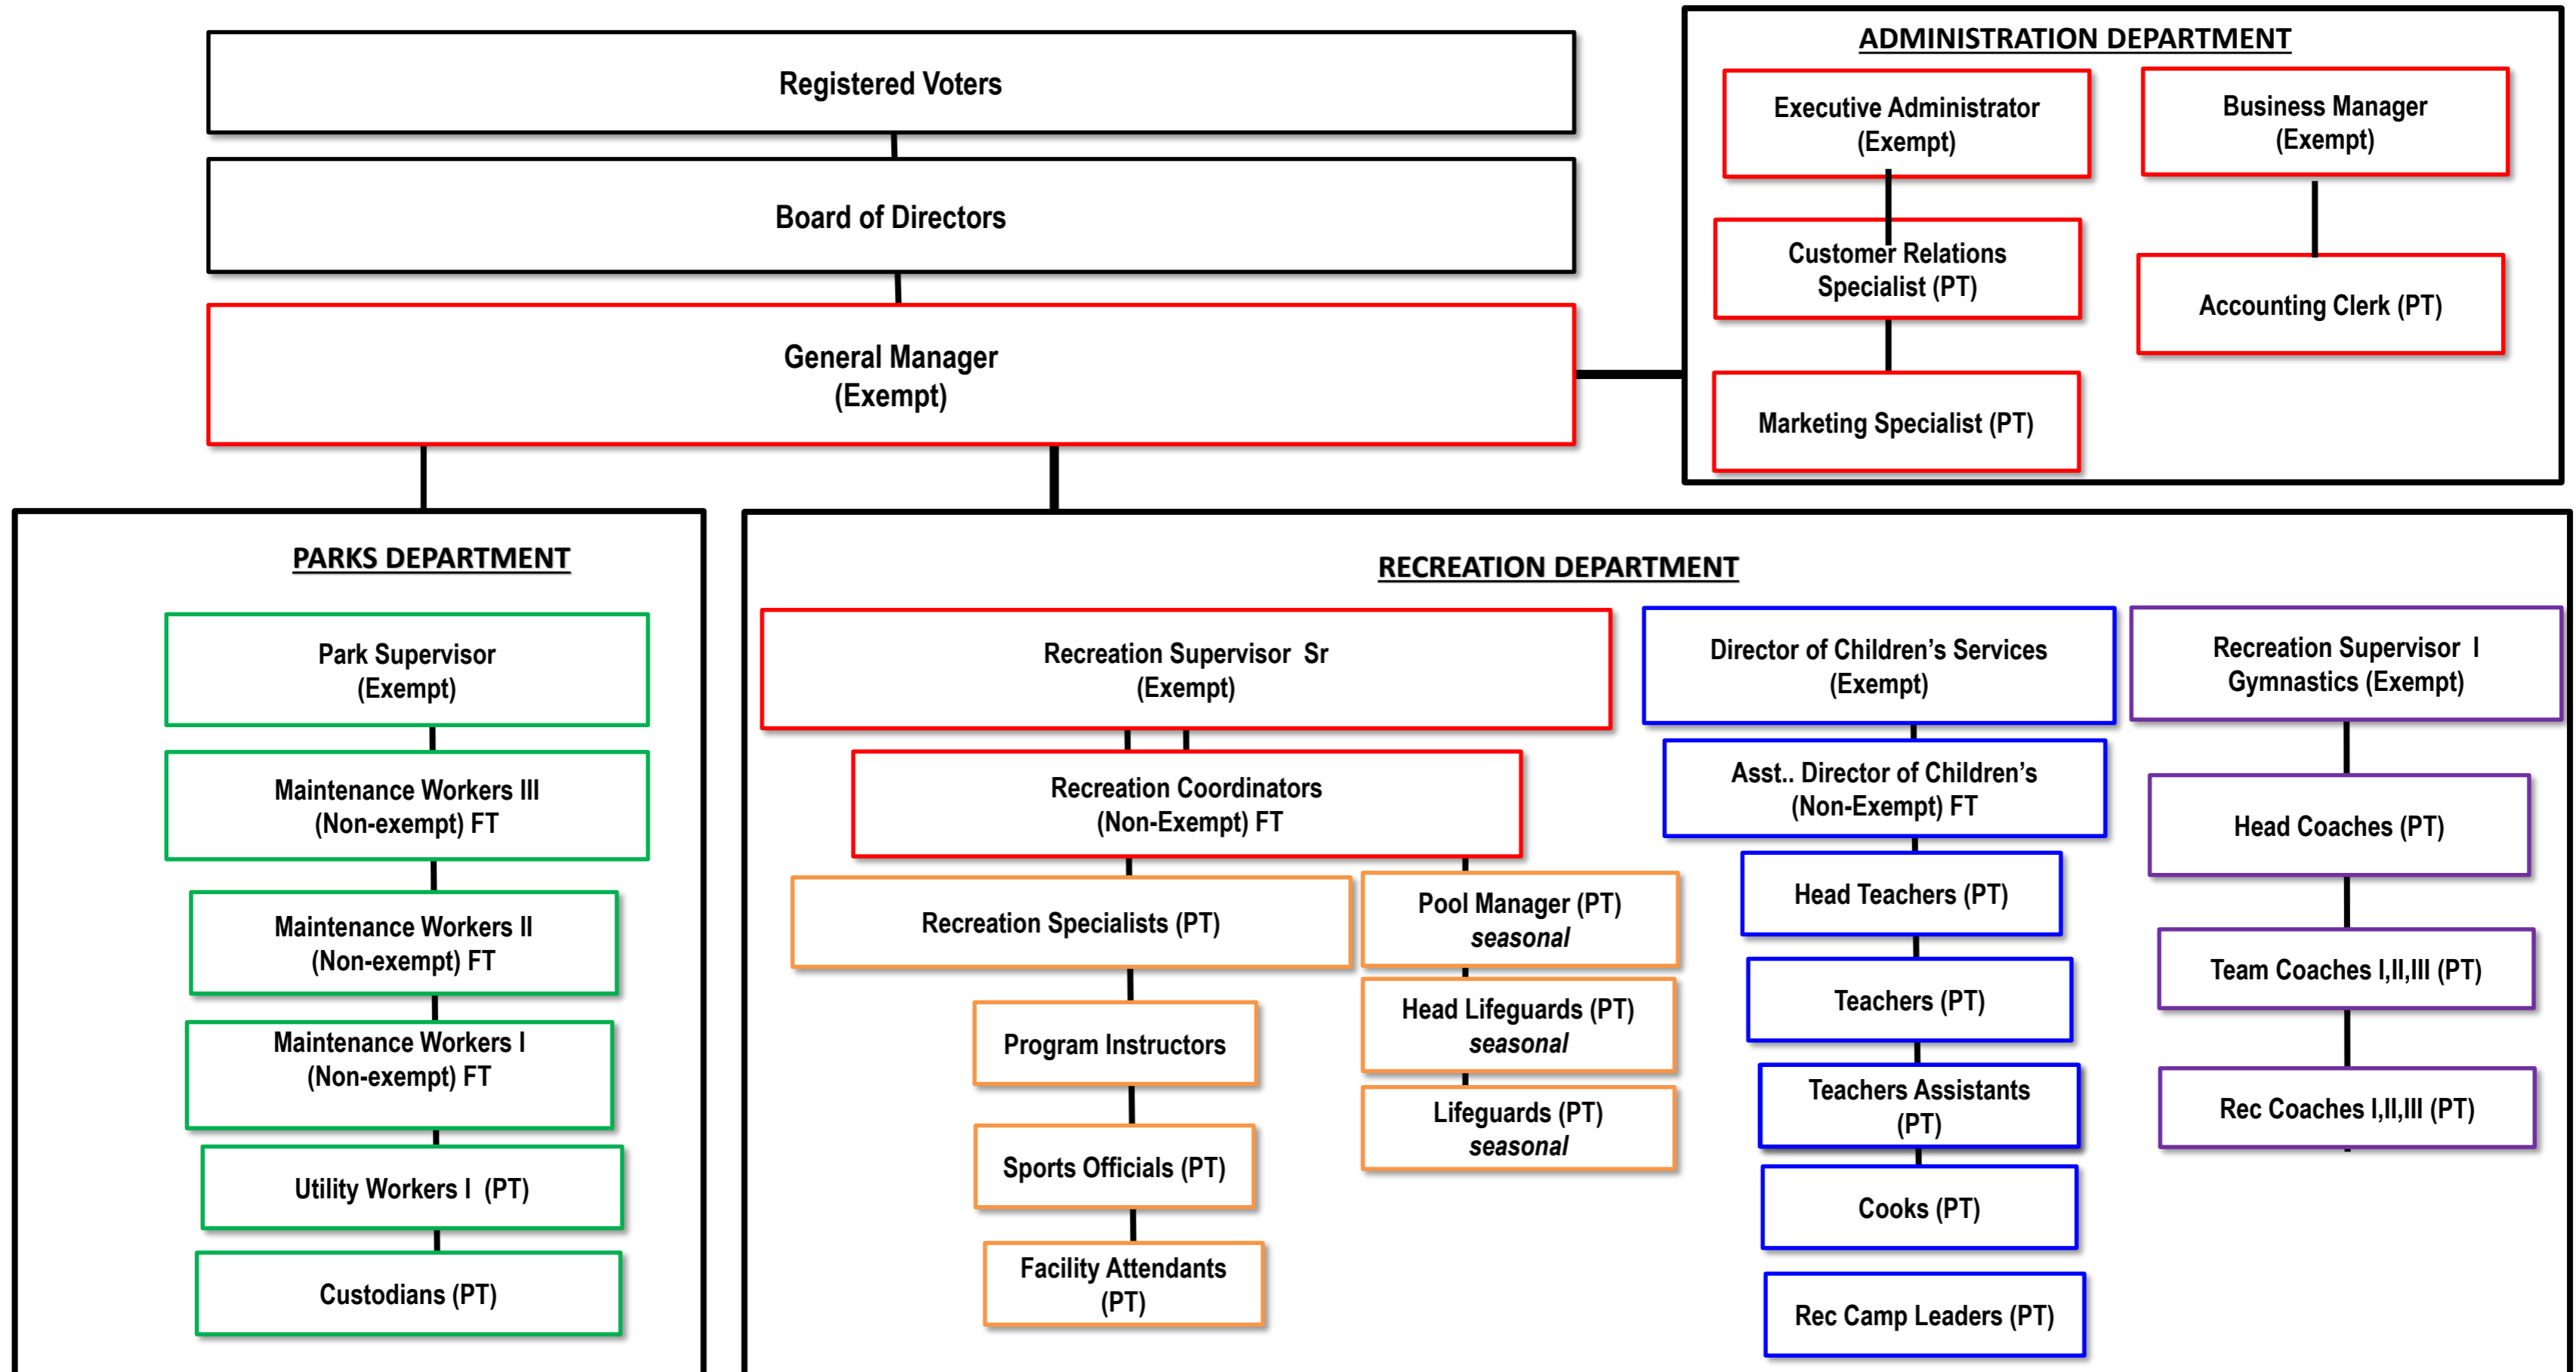 Registered Voters
Board of Directors
General Manager
(Exempt)
ADMINISTRATION DEPARTMENT
Executive Administrator
(Exempt)
Customer Relations
Specialist (PT)
Marketing Specialist (PT)
Business Manager
(Exempt)
Accounting Clerk (PT)
PARKS DEPARTMENT
Park Supervisor
(Exempt)
Maintenance Workers III
(Non-exempt) FT
Maintenance Workers II
(Non-exempt) FT
Maintenance Workers I
(Non-exempt) FT
Utility Workers I (PT)
Custodians (PT)
RECREATION DEPARTMENT
Recreation Supervisor Sr
(Exempt)
Recreation Coordinators
(Non-Exempt) FT
Recreation Specialists (PT)
Program Instructors
Sports Officials (PT)
Facility Attendants
(PT)
Pool Manager (PT)
seasonal
Head Lifeguards (PT)
seasonal
Lifeguards (PT)
seasonal
Director of Children's Services
(Exempt)
Asst.. Director of Children's
(Non-Exempt) FT
Head Teachers (PT)
Teachers (PT)
Teachers Assistants
(PT)
Cooks (PT)
Rec Camp Leaders (PT)
Recreation Supervisor I
Gymnastics (Exempt)
Head Coaches (PT)
Team Coaches I,II,III (PT)
Rec Coaches I,II,III (PT)